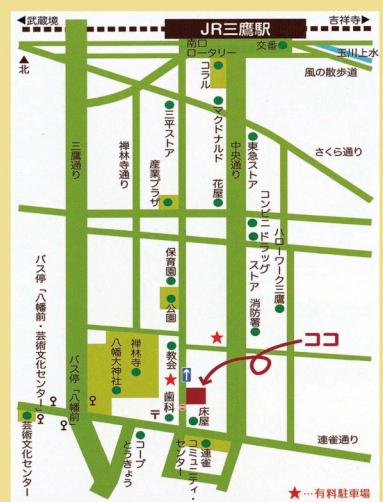 ◀武蔵境
JR三鷹駅
吉祥寺▶
南口
ロータリー
交番
玉川上水
▲
北
コラル
風の散歩道
三鷹通り
禅林寺通り
三平ストア
産業プラザ
マクドナルド
花屋
中央通り
東急ストア
コンビニ
ドラッグ
ストア
ハローワーク三鷹
消防署
さくら通り
保育園
公園
バス停「八幡前・芸術文化センター」
バス停「八幡前」
八幡大神社
禅林寺
教会
★
歯科
〒
★
ココ
床屋
芸術文化センター
コープ
とうきょう
連雀
コミュニティ・
センター
連雀通り
★…有料駐車場